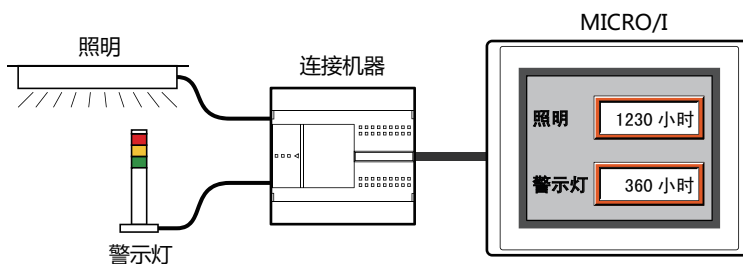 MICRO/I
照明
连接机器
照明
1230 小时
警示灯
360 小时
警示灯